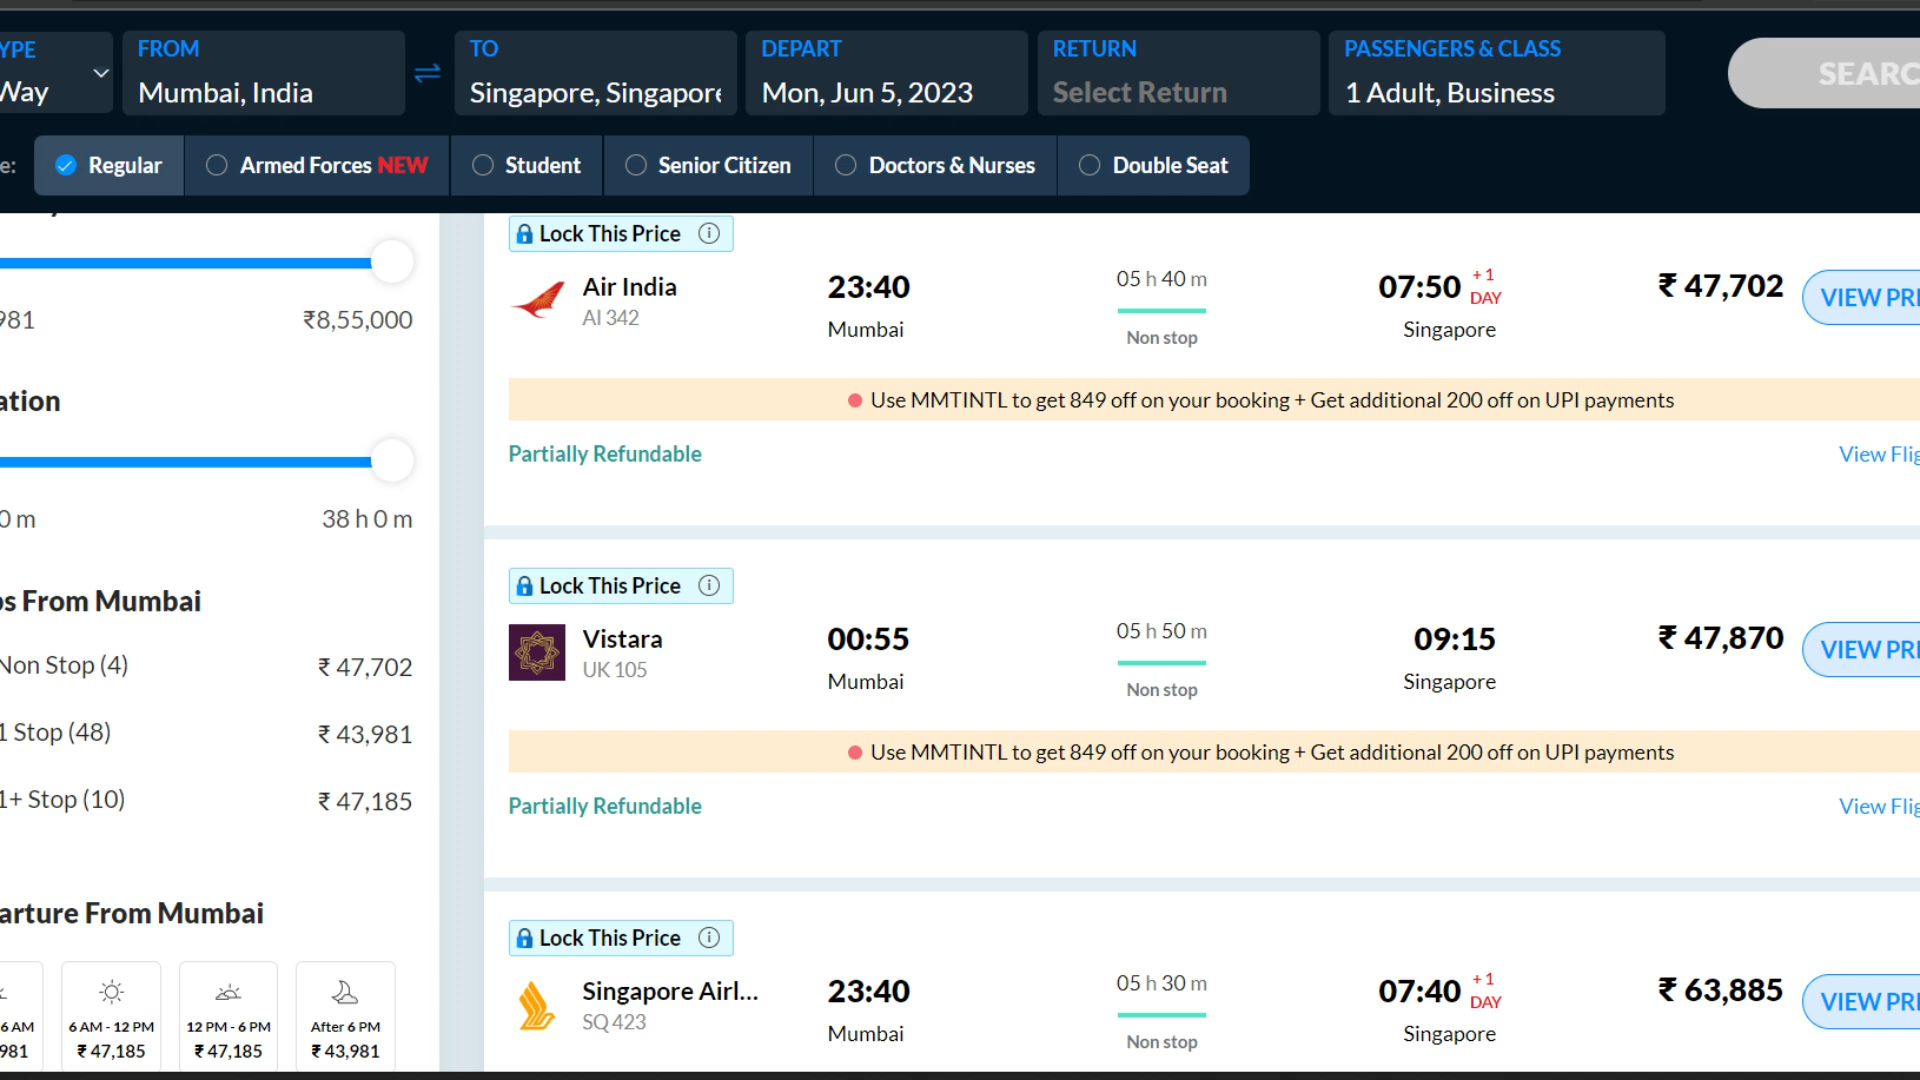 YPE
Way
FROM
Mumbai, India
TO
Singapore, Singapore
DEPART
Mon, Jun 5, 2023
RETURN
Select Return
PASSENGERS & CLASS
1 Adult, Business
SEARC
e:
Regular
Armed Forces NEW
Student
Senior Citizen
Doctors & Nurses
Double Seat
981
₹8,55,000
ation
0 m
38 h 0 m
os From Mumbai
Non Stop (4)
₹ 47,702
1 Stop (48)
₹ 43,981
1+ Stop (10)
₹ 47,185
arture From Mumbai
6 AM
981
6 AM - 12 PM
₹ 47,185
12 PM - 6 PM
₹ 47,185
After 6 PM
₹ 43,981
Lock This Price
Air India
AI 342
23:40
Mumbai
05 h 40 m
Non stop
07:50
+ 1
DAY
Singapore
₹ 47,702
VIEW PRI
Use MMTINTL to get 849 off on your booking + Get additional 200 off on UPI payments
Partially Refundable
View Flig
Lock This Price
Vistara
UK 105
00:55
Mumbai
05 h 50 m
Non stop
09:15
Singapore
₹ 47,870
VIEW PRI
Use MMTINTL to get 849 off on your booking + Get additional 200 off on UPI payments
Partially Refundable
View Flig
Lock This Price
Singapore Airl...
SQ 423
23:40
Mumbai
05 h 30 m
Non stop
07:40
+ 1
DAY
Singapore
₹ 63,885
VIEW PRI